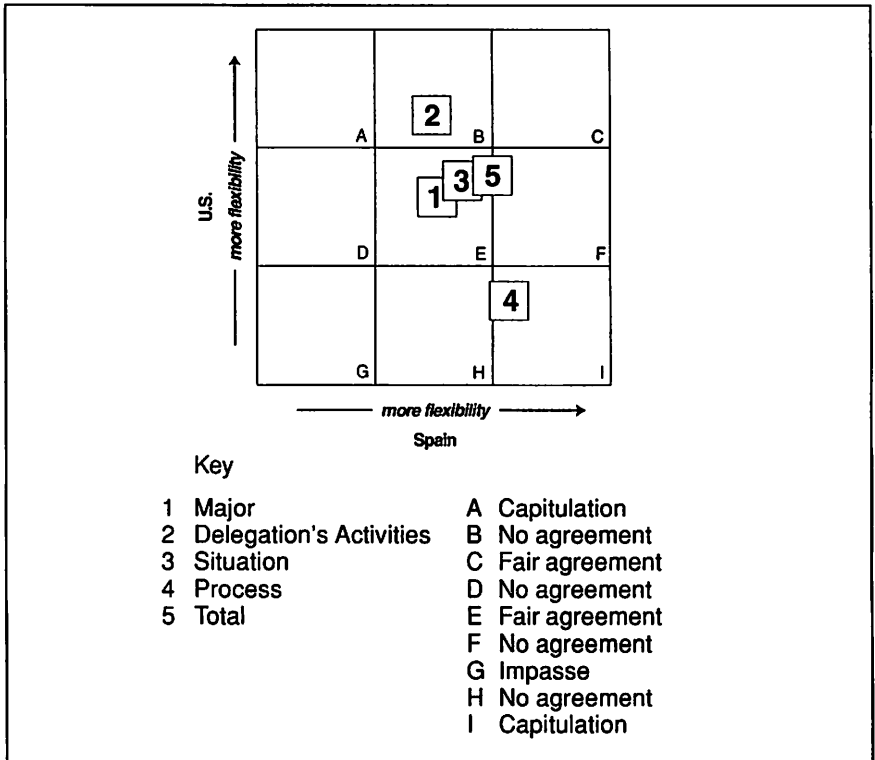 2
A B C
3 5
1
U.S.
more flexibility
D E F
4
G H I
more flexibility
Spain
Key
1 Major
2 Delegation's Activities
3 Situation
4 Process
5 Total
A Capitulation
B No agreement
C Fair agreement
D No agreement
E Fair agreement
F No agreement
G Impasse
H No agreement
I Capitulation